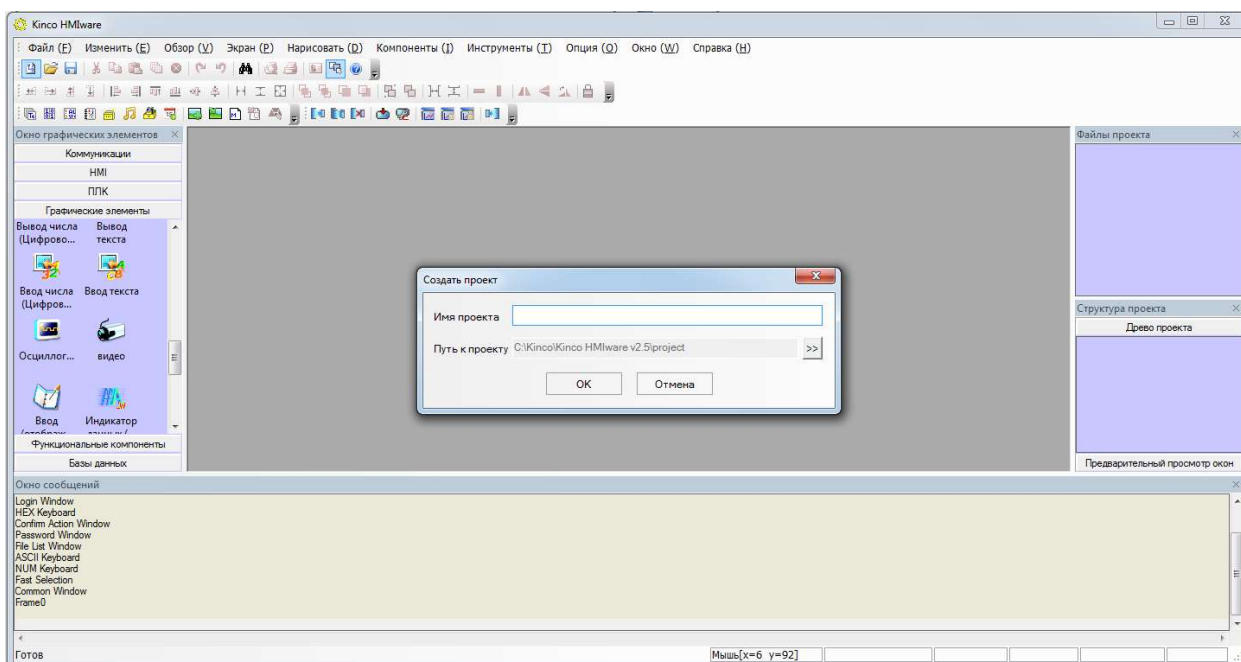 Kinco HMIware
Файл (F) Изменить (E) Обзор (V) Экран (P) Нарисовать (D) Компоненты (J) Инструменты (T) Опция (O) Окно (W) Справка (H)
Окно графических элементов
Коммуникации
HMI
ПЛК
Графические элементы
Вывод числа (Цифрово...
Вывод текста
Ввод числа (Цифров...
Ввод текста
Осциллог...
видео
Ввод
Индикатор
Функциональные компоненты
Базы данных
Создать проект
Имя проекта
Путь к проекту C:\Kinco\Kinco HMIware v2.5\project >>
OK Отмена
Файлы проекта
Структура проекта
Древо проекта
Предварительный просмотр окон
Окно сообщений
Login Window
HEX Keyboard
Confirm Action Window
Password Window
File List Window
ASCII Keyboard
NUM Keyboard
Fast Selection
Common Window
Frame0
Готов
Мышь[x=6 y=92]